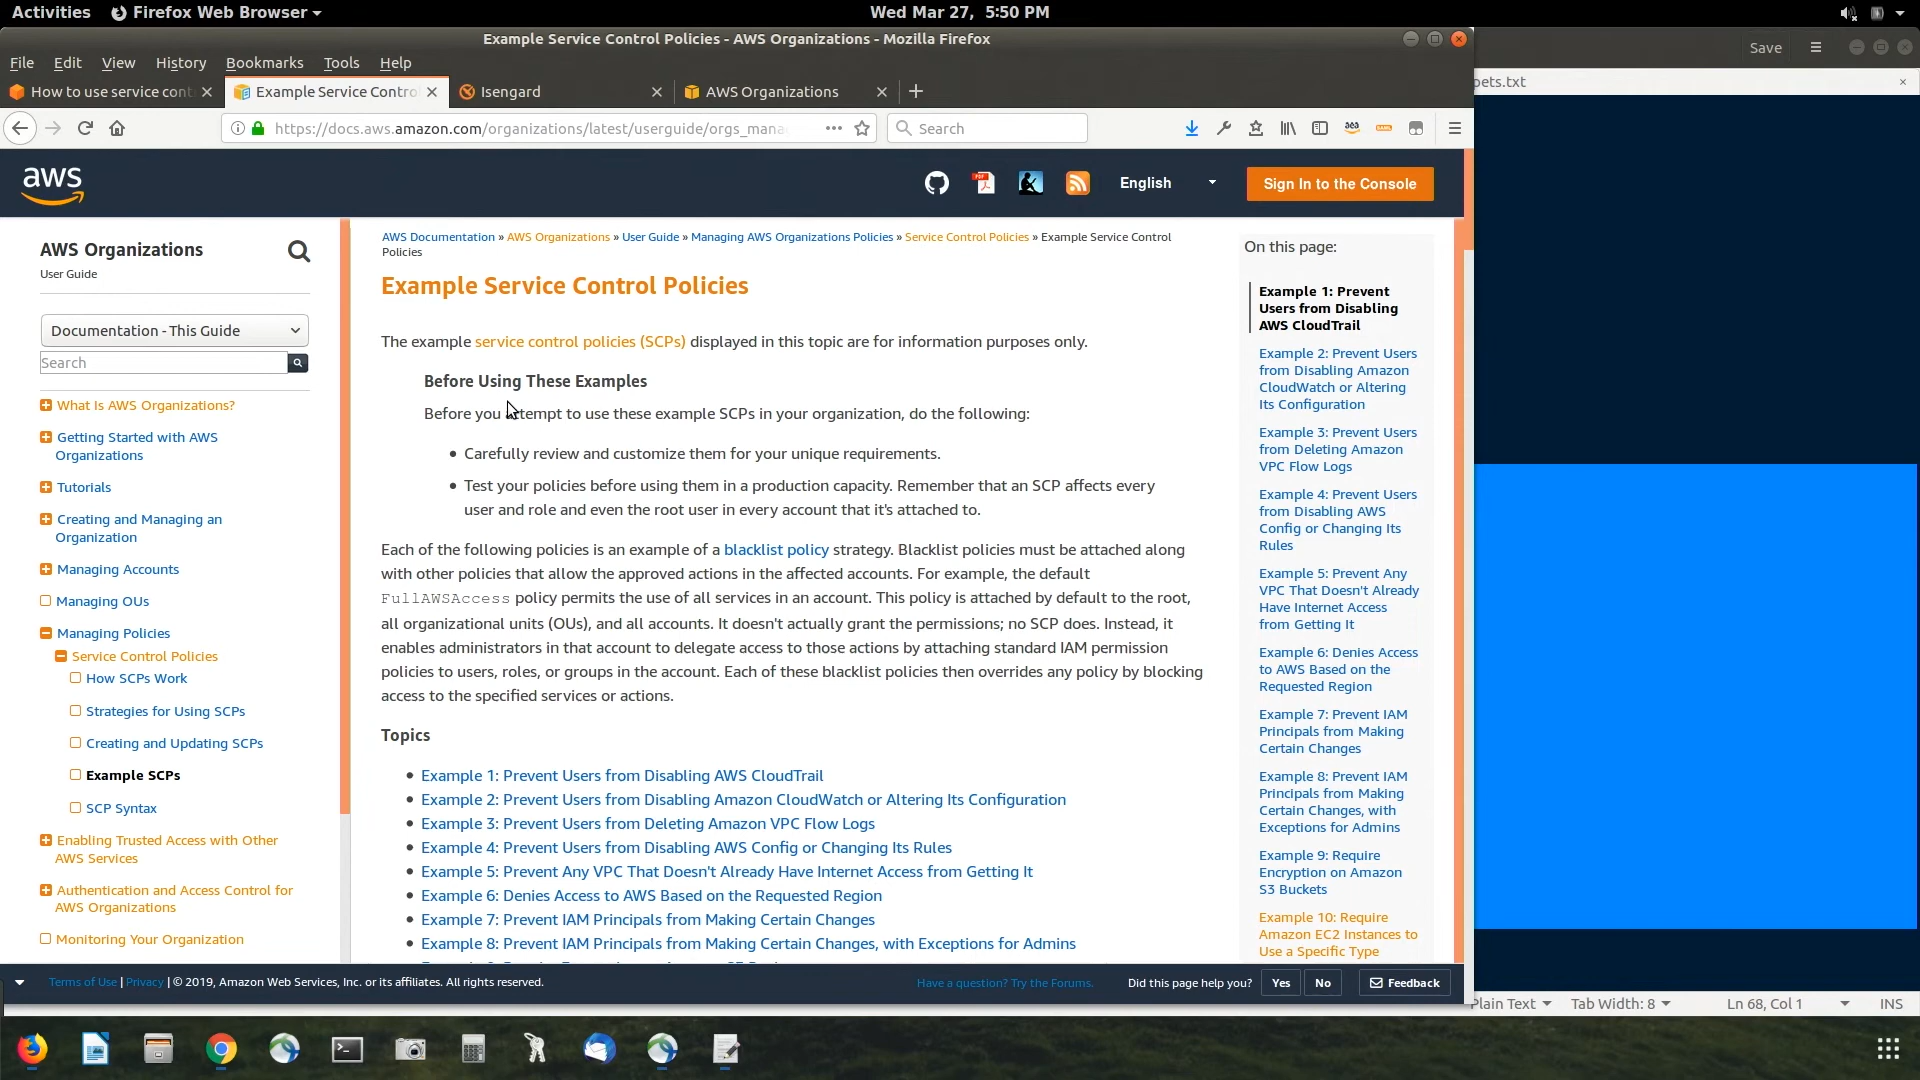 Activities Firefox Web Browser Wed Mar 27, 5:50 PM
Example Service Control Policies - AWS Organizations - Mozilla Firefox
File Edit View History Bookmarks Tools Help
Save
How to use service con
Example Service Contro
Isengard
AWS Organizations
pets.txt
https://docs.aws.amazon.com/organizations/latest/userguide/orgs_mana
Search
aws
English
Sign In to the Console
AWS Organizations
User Guide
Documentation - This Guide
Search
What Is AWS Organizations?
Getting Started with AWS
Organizations
Tutorials
Creating and Managing an
Organization
Managing Accounts
Managing OUs
Managing Policies
Service Control Policies
How SCPs Work
Strategies for Using SCPs
Creating and Updating SCPs
Example SCPs
SCP Syntax
Enabling Trusted Access with Other
AWS Services
Authentication and Access Control for
AWS Organizations
Monitoring Your Organization
AWS Documentation » AWS Organizations » User Guide » Managing AWS Organizations Policies » Service Control Policies » Example Service Control
Policies
Example Service Control Policies
The example service control policies (SCPs) displayed in this topic are for information purposes only.
Before Using These Examples
Before you attempt to use these example SCPs in your organization, do the following:
• Carefully review and customize them for your unique requirements.
• Test your policies before using them in a production capacity. Remember that an SCP affects every
user and role and even the root user in every account that it's attached to.
Each of the following policies is an example of a blacklist policy strategy. Blacklist policies must be attached along
with other policies that allow the approved actions in the affected accounts. For example, the default
FullAWSAccess policy permits the use of all services in an account. This policy is attached by default to the root,
all organizational units (OUs), and all accounts. It doesn't actually grant the permissions; no SCP does. Instead, it
enables administrators in that account to delegate access to those actions by attaching standard IAM permission
policies to users, roles, or groups in the account. Each of these blacklist policies then overrides any policy by blocking
access to the specified services or actions.
Topics
• Example 1: Prevent Users from Disabling AWS CloudTrail
• Example 2: Prevent Users from Disabling Amazon CloudWatch or Altering Its Configuration
• Example 3: Prevent Users from Deleting Amazon VPC Flow Logs
• Example 4: Prevent Users from Disabling AWS Config or Changing Its Rules
• Example 5: Prevent Any VPC That Doesn't Already Have Internet Access from Getting It
• Example 6: Denies Access to AWS Based on the Requested Region
• Example 7: Prevent IAM Principals from Making Certain Changes
• Example 8: Prevent IAM Principals from Making Certain Changes, with Exceptions for Admins
On this page:
Example 1: Prevent
Users from Disabling
AWS CloudTrail
Example 2: Prevent Users
from Disabling Amazon
CloudWatch or Altering
Its Configuration
Example 3: Prevent Users
from Deleting Amazon
VPC Flow Logs
Example 4: Prevent Users
from Disabling AWS
Config or Changing Its
Rules
Example 5: Prevent Any
VPC That Doesn't Already
Have Internet Access
from Getting It
Example 6: Denies Access
to AWS Based on the
Requested Region
Example 7: Prevent IAM
Principals from Making
Certain Changes
Example 8: Prevent IAM
Principals from Making
Certain Changes, with
Exceptions for Admins
Example 9: Require
Encryption on Amazon
S3 Buckets
Example 10: Require
Amazon EC2 Instances to
Use a Specific Type
Terms of Use | Privacy | © 2019, Amazon Web Services, Inc. or its affiliates. All rights reserved.
Have a question? Try the Forums. Did this page help you? Yes No Feedback
Plain Text Tab Width: 8 Ln 68, Col 1 INS